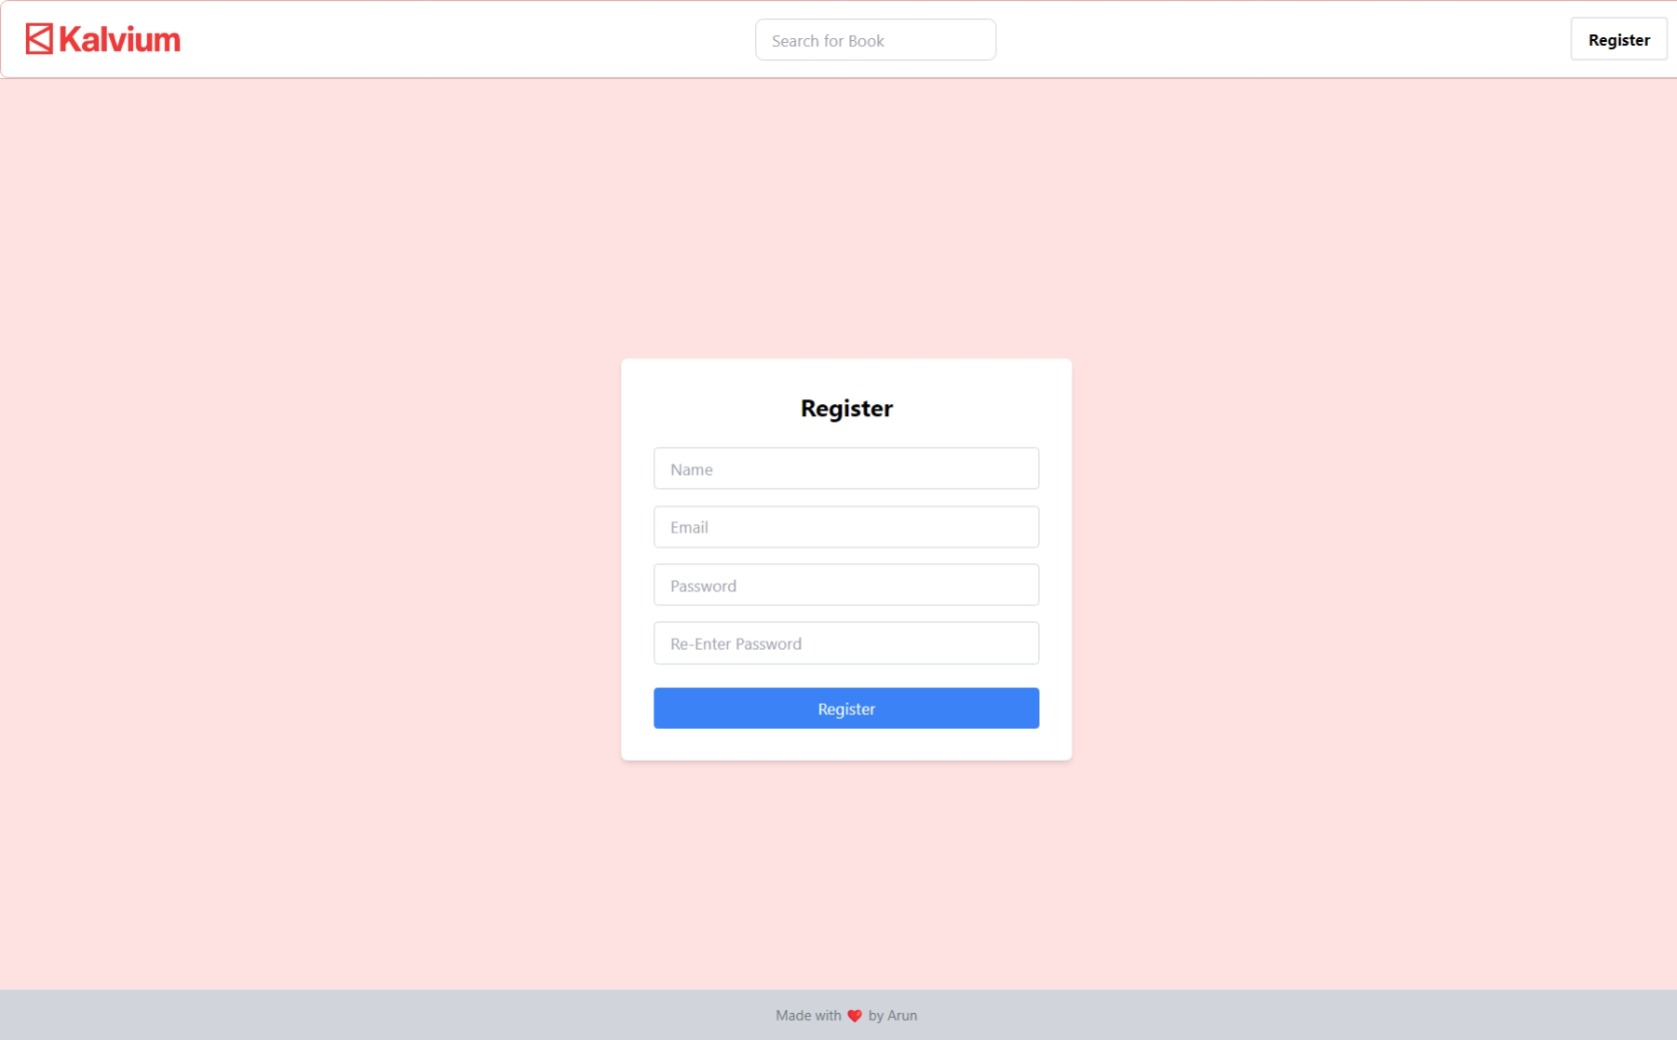 Kalvium
Search for Book
Register
Register
Name
Email
Password
Re-Enter Password
Register
Made with ❤️ by Arun